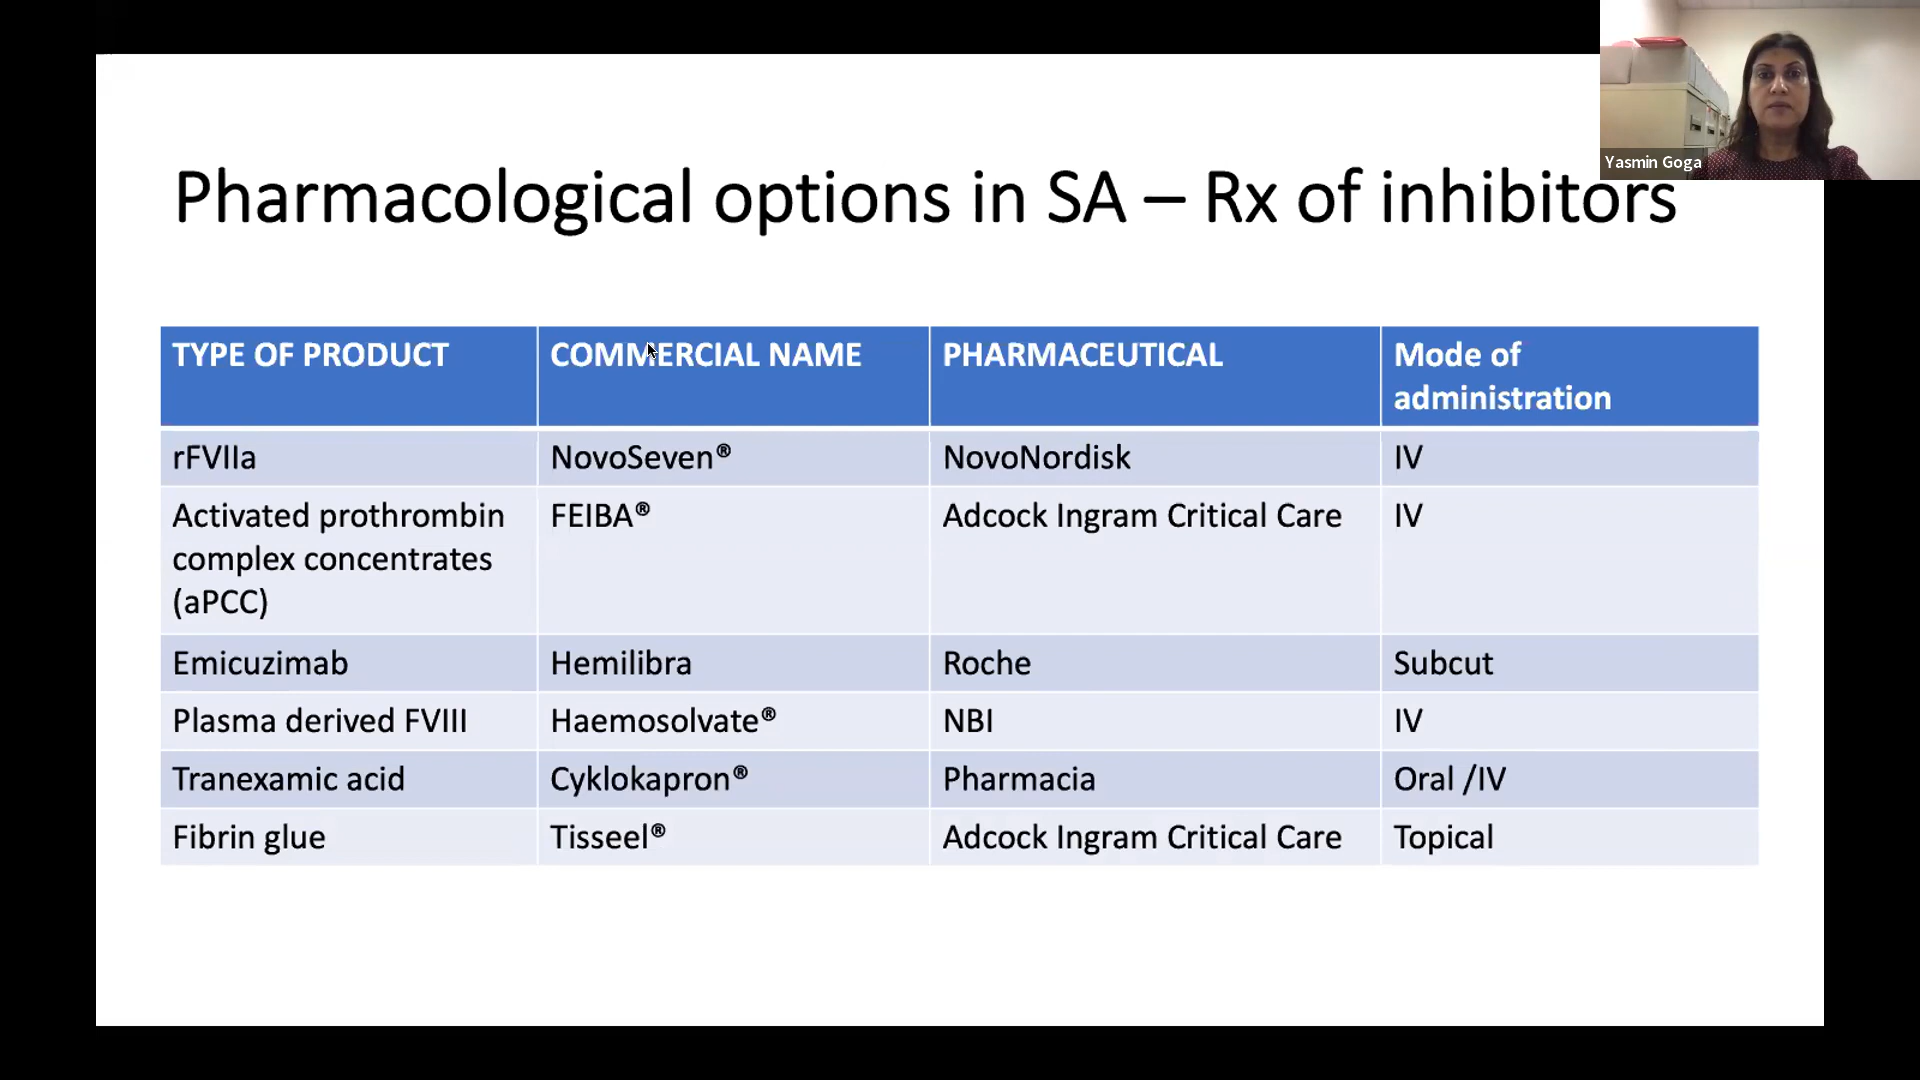 Yasmin Goga
Pharmacological options in SA – Rx of inhibitors
TYPE OF PRODUCT COMMERCIAL NAME PHARMACEUTICAL Mode of
administration
rFVIIa NovoSeven® NovoNordisk IV
Activated prothrombin FEIBA® Adcock Ingram Critical Care IV
complex concentrates
(aPCC)
Emicuzimab Hemilibra Roche Subcut
Plasma derived FVIII Haemosolvate® NBI IV
Tranexamic acid Cyklokapron® Pharmacia Oral /IV
Fibrin glue Tisseel® Adcock Ingram Critical Care Topical